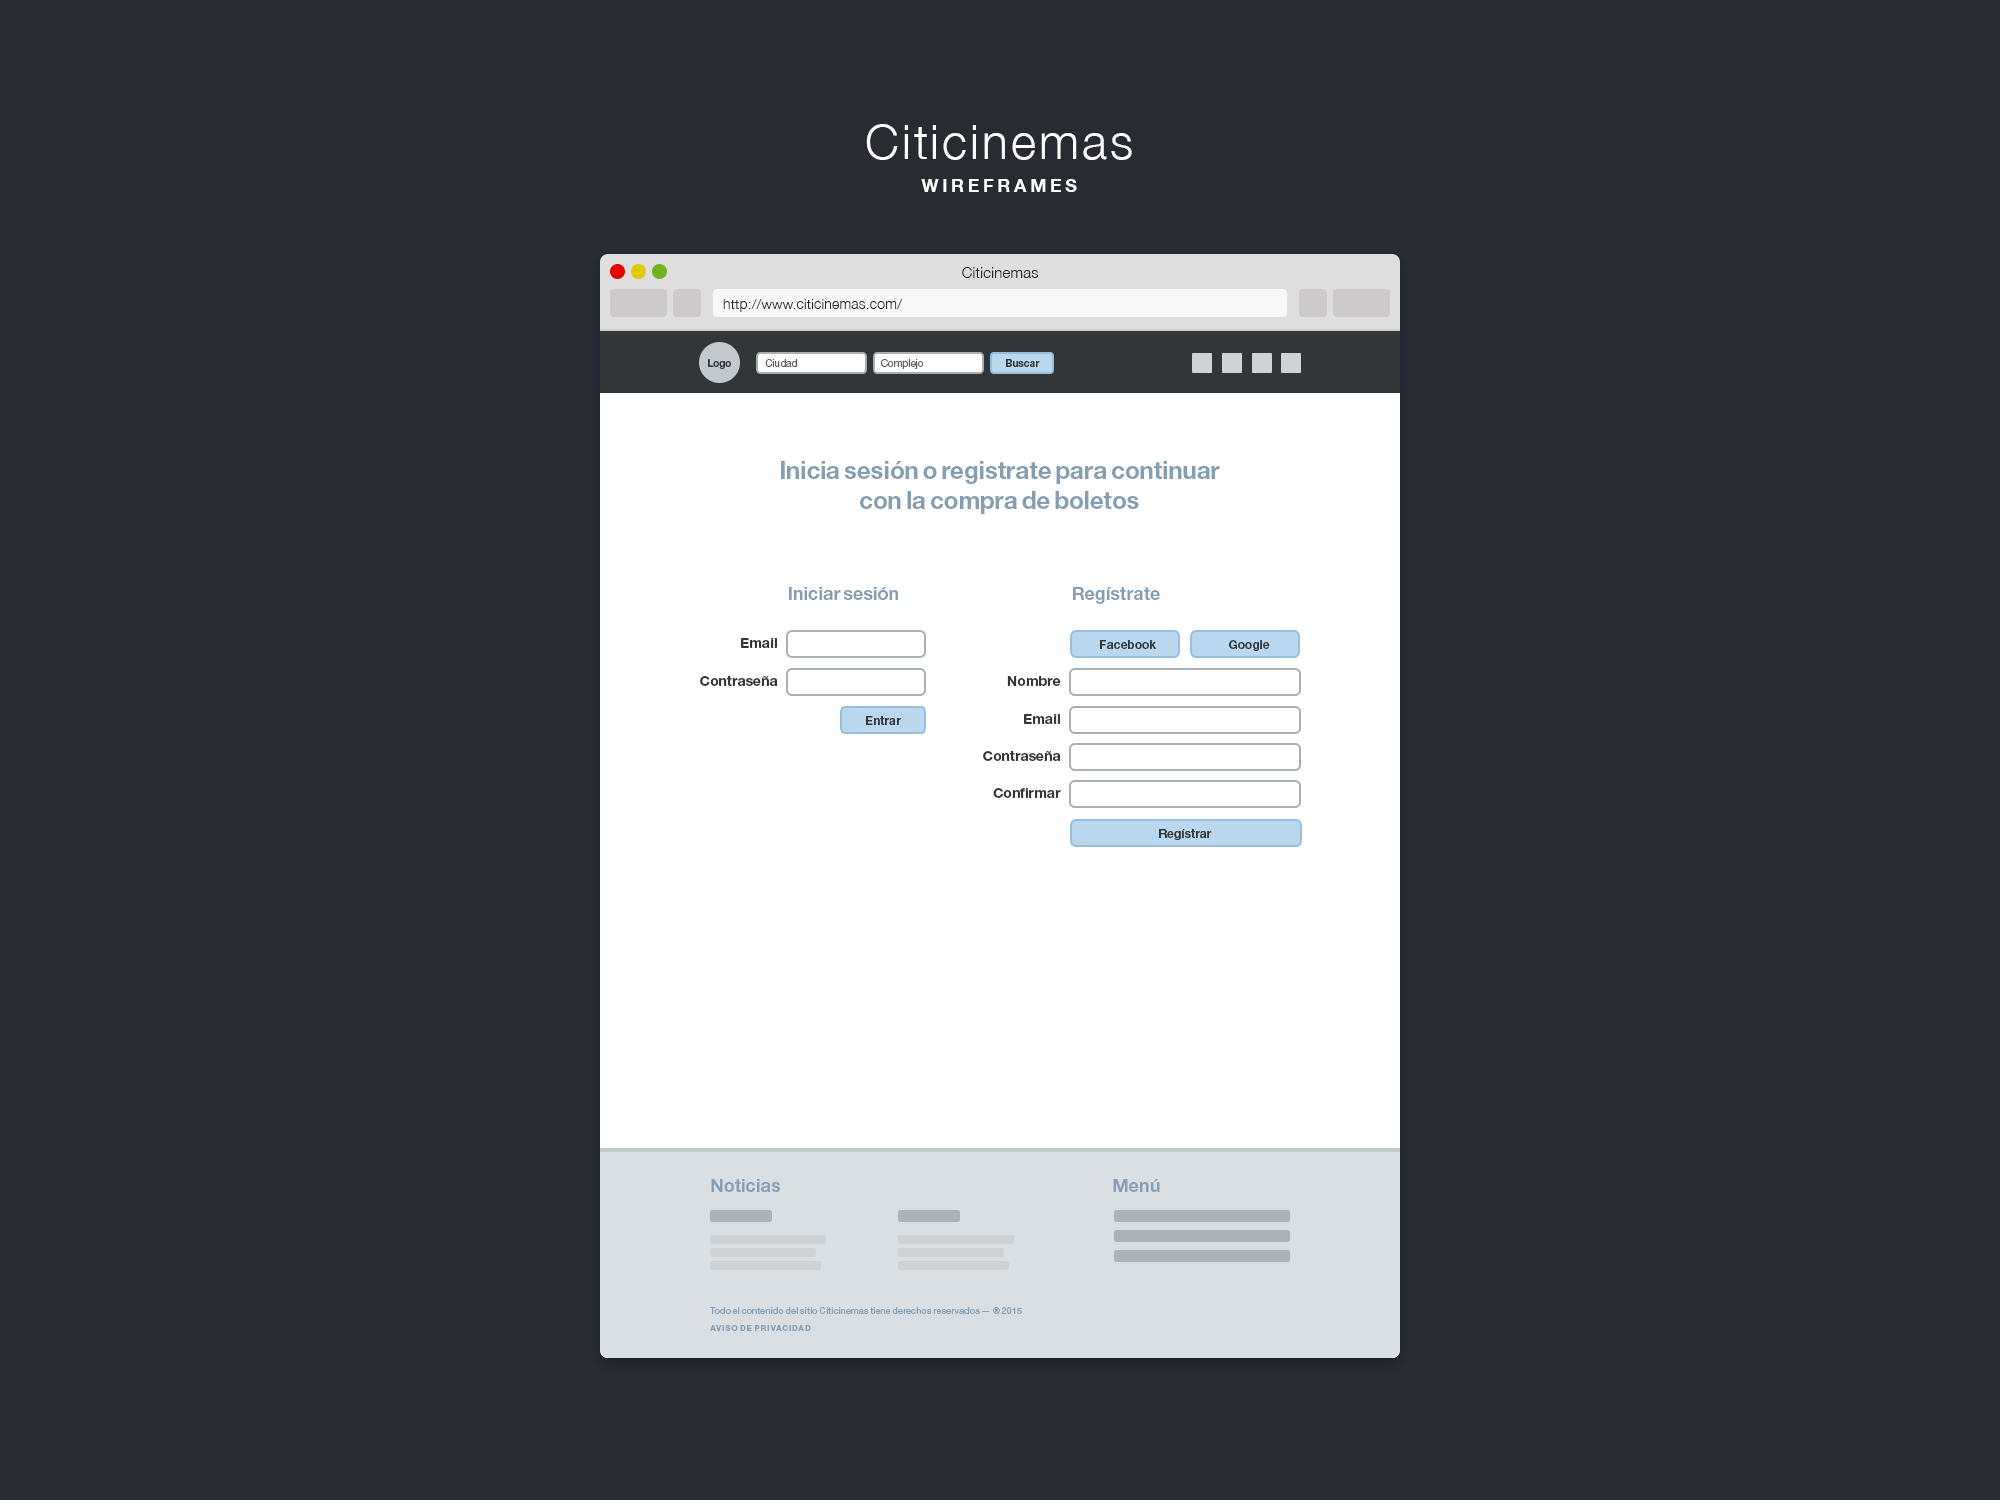 Citicinemas
WIREFRAMES
Citicinemas
http://www.citicinemas.com/
Logo
Ciudad
Complejo
Buscar
Inicia sesión o registrate para continuar
con la compra de boletos
Iniciar sesión
Email
Contraseña
Entrar
Regístrate
Facebook
Google
Nombre
Email
Contraseña
Confirmar
Regístrar
Noticias
Menú
Todo el contenido del sitio Citicinemas tiene derechos reservados — ® 2015
AVISO DE PRIVACIDAD